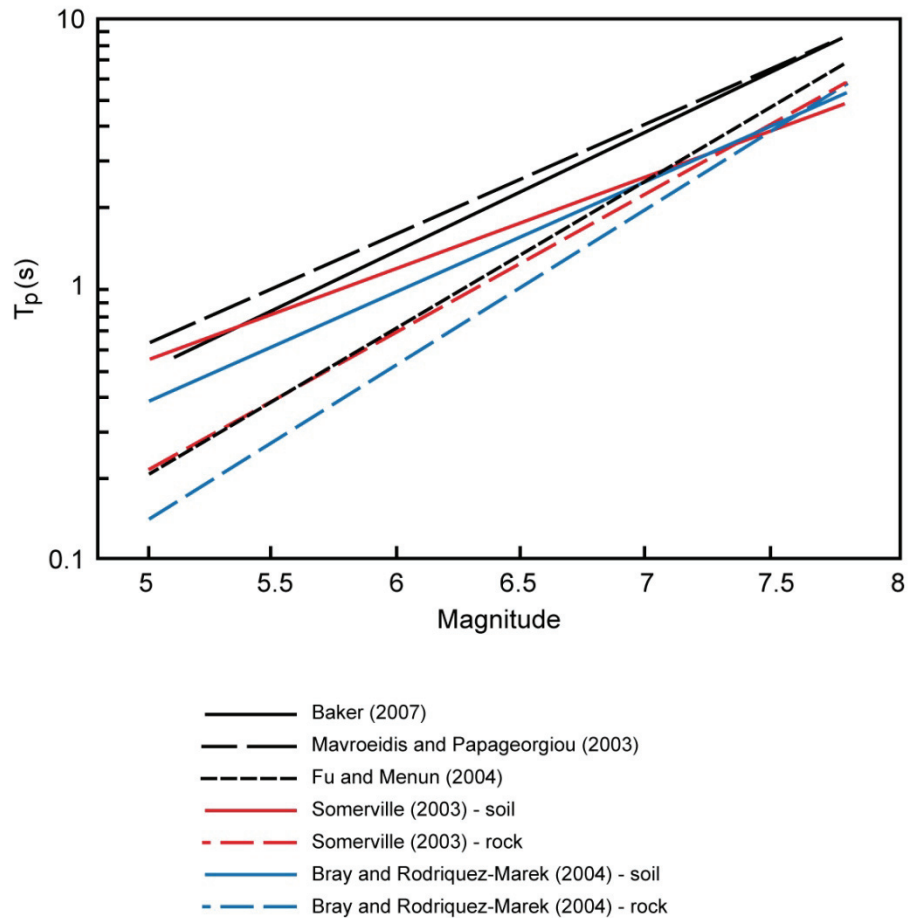 10
T_p(s)
1
0.1
5 5.5 6 6.5 7 7.5 8
Magnitude
Baker (2007)
Mavroeidis and Papageorgiou (2003)
Fu and Menun (2004)
Somerville (2003) - soil
Somerville (2003) - rock
Bray and Rodriquez-Marek (2004) - soil
Bray and Rodriquez-Marek (2004) - rock